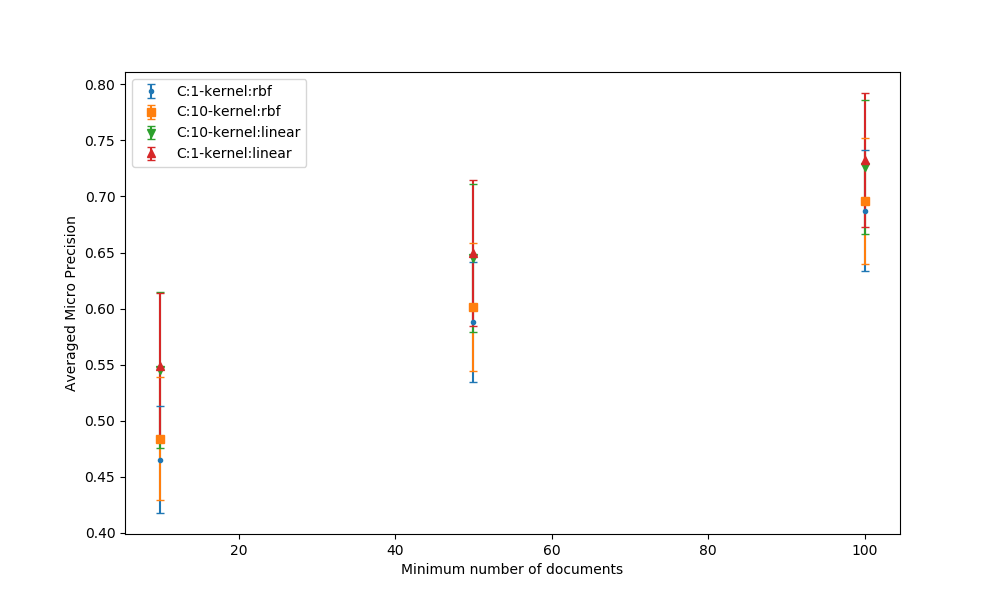 0.80
0.75
0.70
0.65
0.60
0.55
0.50
0.45
0.40
Averaged Micro Precision
C:1-kernel:rbf
C:10-kernel:rbf
C:10-kernel:linear
C:1-kernel:linear
20 40 60 80 100
Minimum number of documents